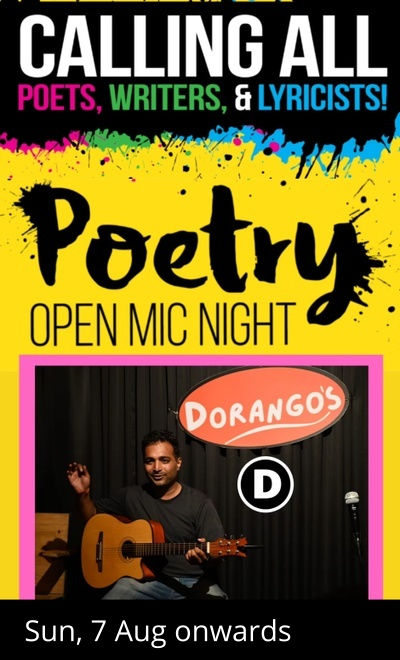 CALLING ALL
POETS, WRITERS, & LYRICISTS!
Poetry
OPEN MIC NIGHT
DORANGO'S
D
Sun, 7 Aug onwards